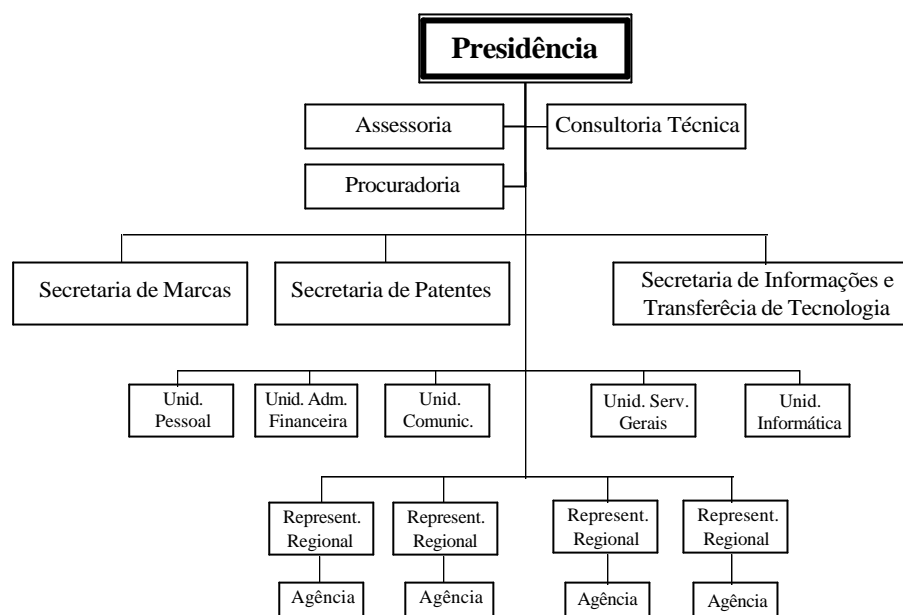 Presidência
Assessoria
Consultoria Técnica
Procuradoria
Secretaria de Marcas
Secretaria de Patentes
Secretaria de Informações e
Transferêcia de Tecnologia
Unid.
Pessoal
Unid. Adm.
Financeira
Unid.
Comunic.
Unid. Serv.
Gerais
Unid.
Informática
Represent.
Regional
Represent.
Regional
Represent.
Regional
Represent.
Regional
Agência
Agência
Agência
Agência